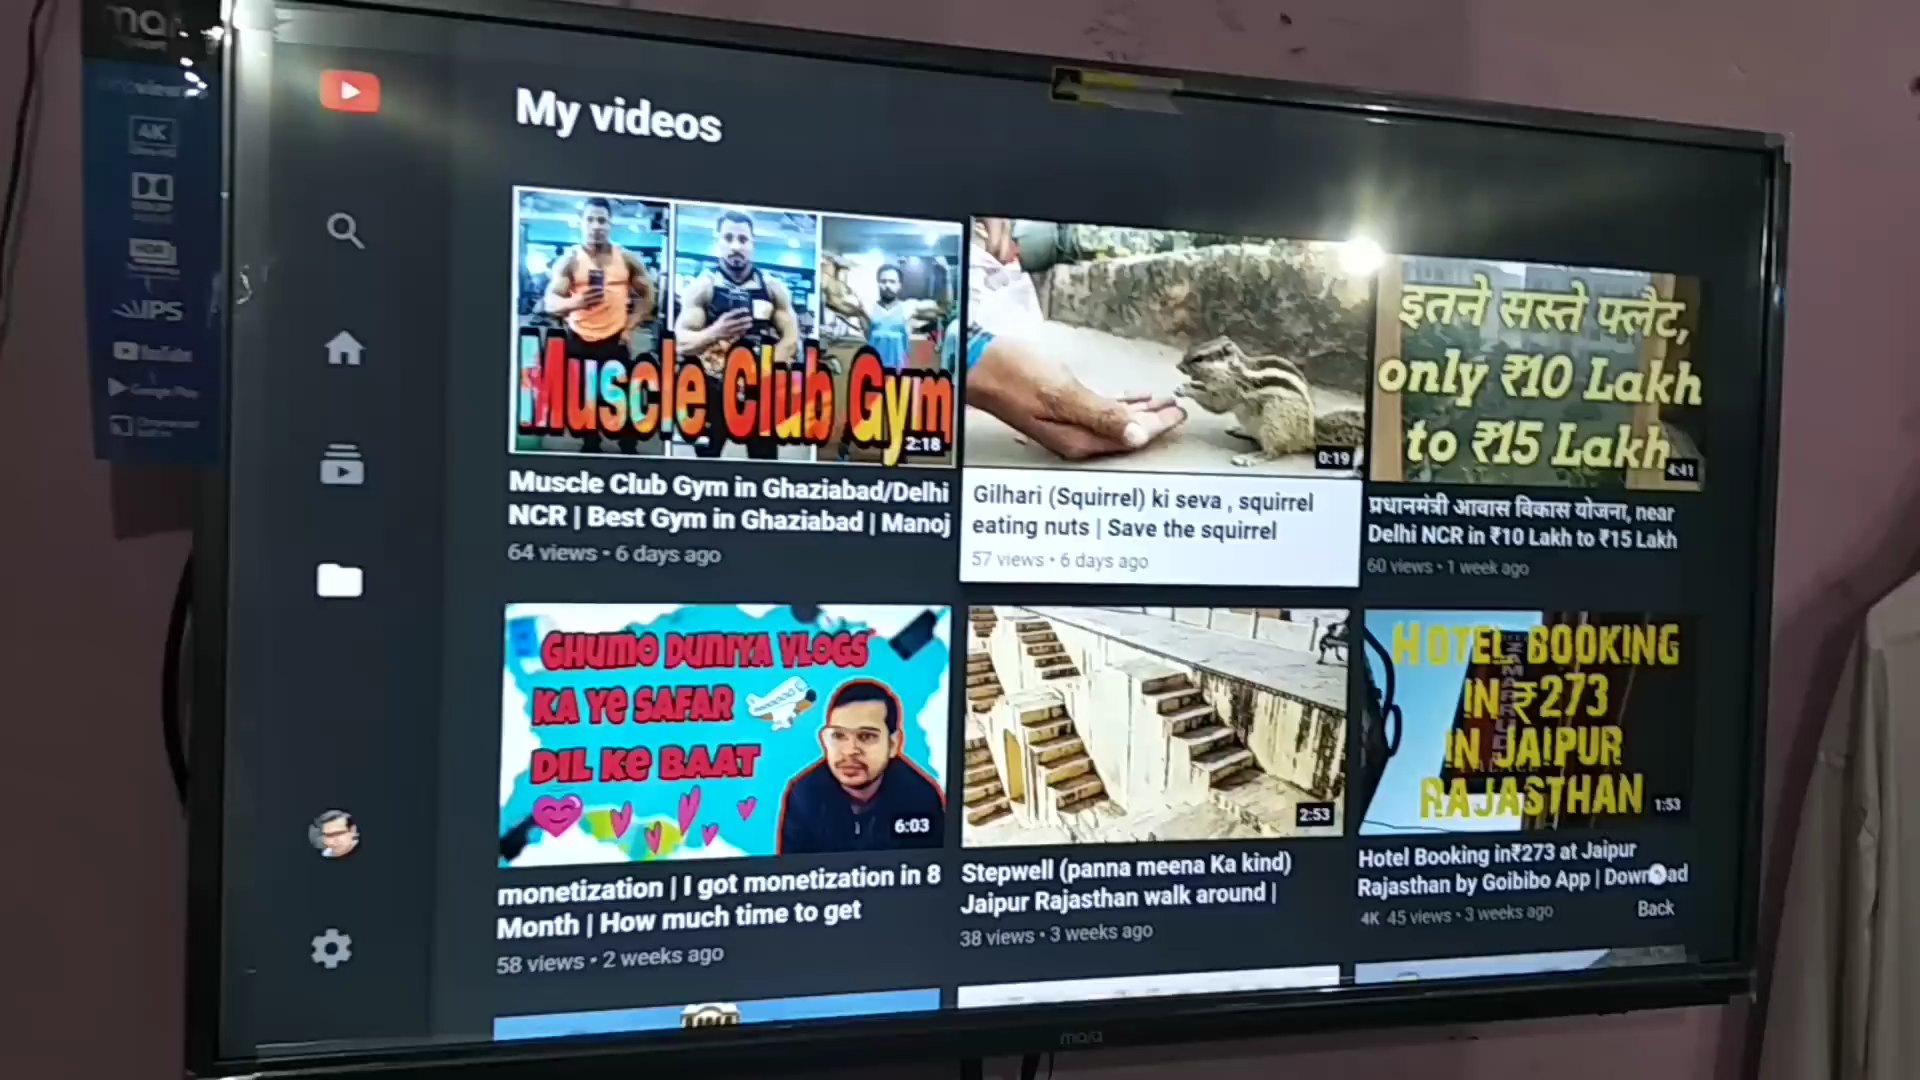 4K
IPS
YouTube
Google Play
My videos
Muscle Club Gym
2:18
Muscle Club Gym in Ghaziabad/Delhi
NCR | Best Gym in Ghaziabad | Manoj
64 views • 6 days ago
0:19
Gilhari (Squirrel) ki seva , squirrel
eating nuts | Save the squirrel
57 views • 6 days ago
इतने सस्ते फ्लैट,
only ₹10 Lakh
to ₹15 Lakh
4:41
प्रधानमंत्री आवास विकास योजना, near
Delhi NCR in ₹10 Lakh to ₹15 Lakh
60 views • 1 week ago
GHUMO DUNIYA VLOGS
KA YE SAFAR
DIL KE BAAT
6:03
monetization | I got monetization in 8
Month | How much time to get
58 views • 2 weeks ago
2:53
Stepwell (panna meena Ka kind)
Jaipur Rajasthan walk around |
38 views • 3 weeks ago
HOTEL BOOKING
IN ₹273
IN JAIPUR
RAJASTHAN
1:53
Hotel Booking in₹273 at Jaipur
Rajasthan by Goibibo App |
4K 45 views • 3 weeks ago
Back